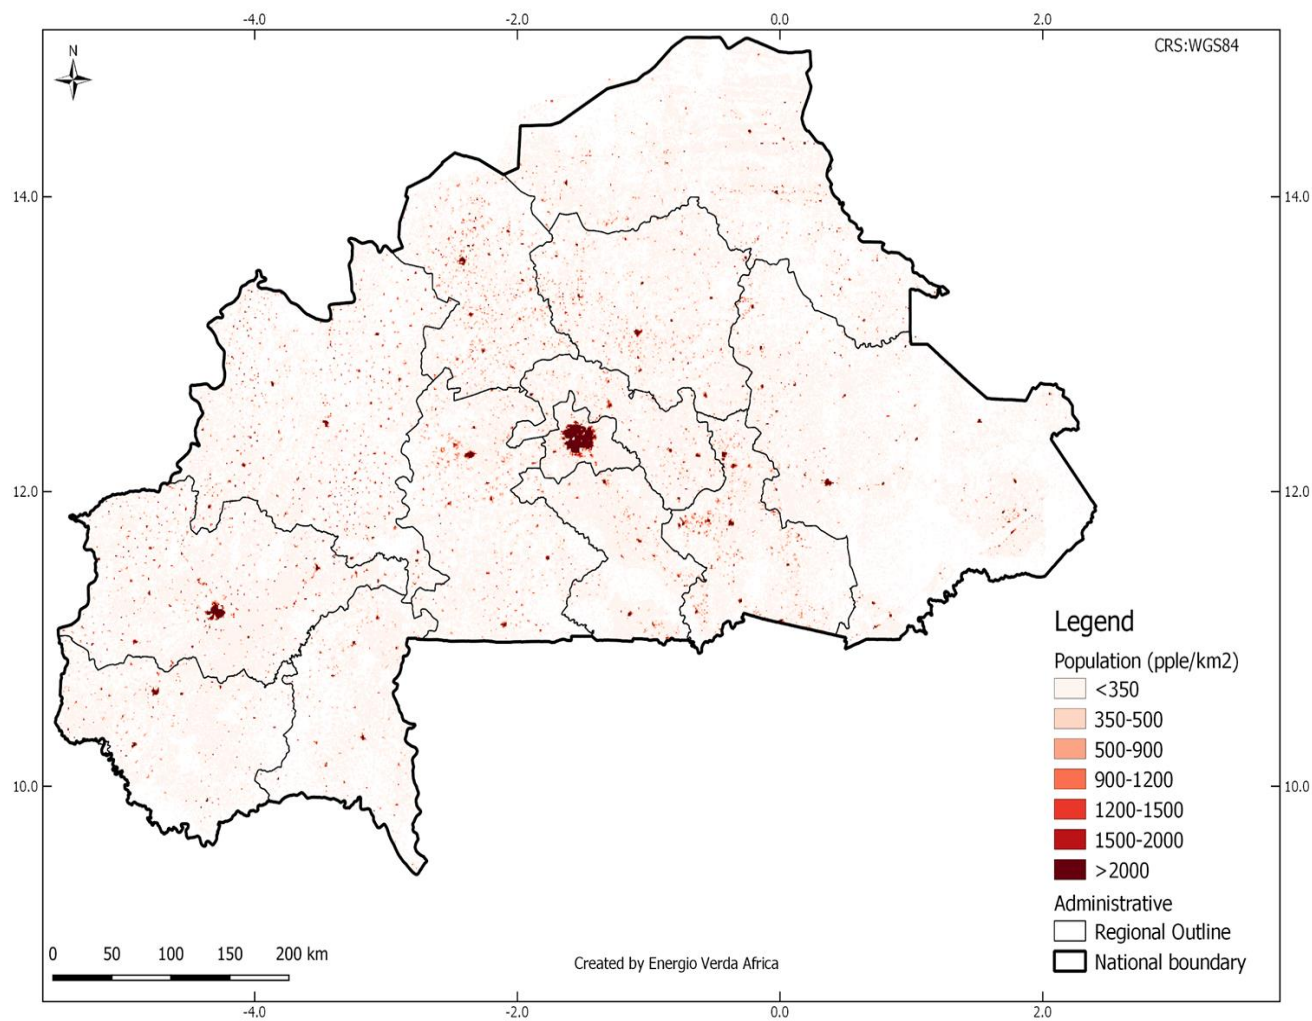 -4.0 -2.0 0.0 2.0
CRS:WGS84
N
14.0 14.0
12.0 12.0
10.0 10.0
Legend
Population (pple/km2)
<350
350-500
500-900
900-1200
1200-1500
1500-2000
>2000
Administrative
Regional Outline
National boundary
0 50 100 150 200 km
Created by Energio Verda Africa
-4.0 -2.0 0.0 2.0